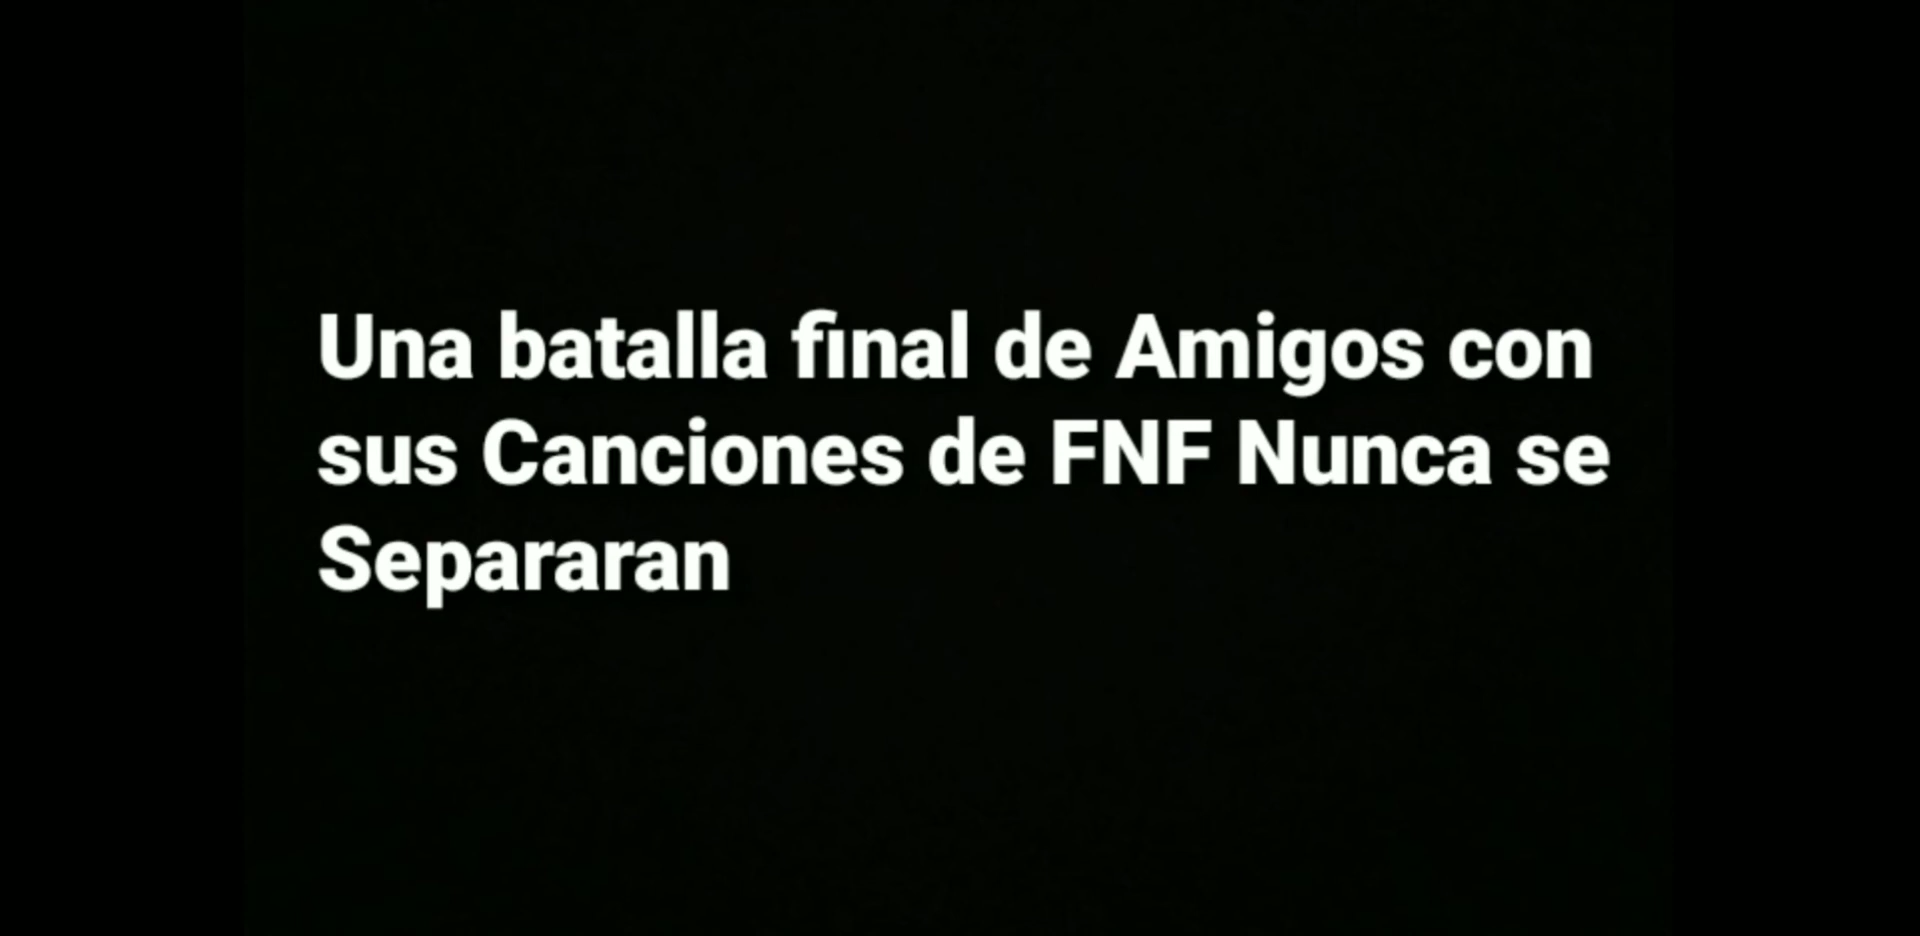 Una batalla final de Amigos con
sus Canciones de FNF Nunca se
Separaran